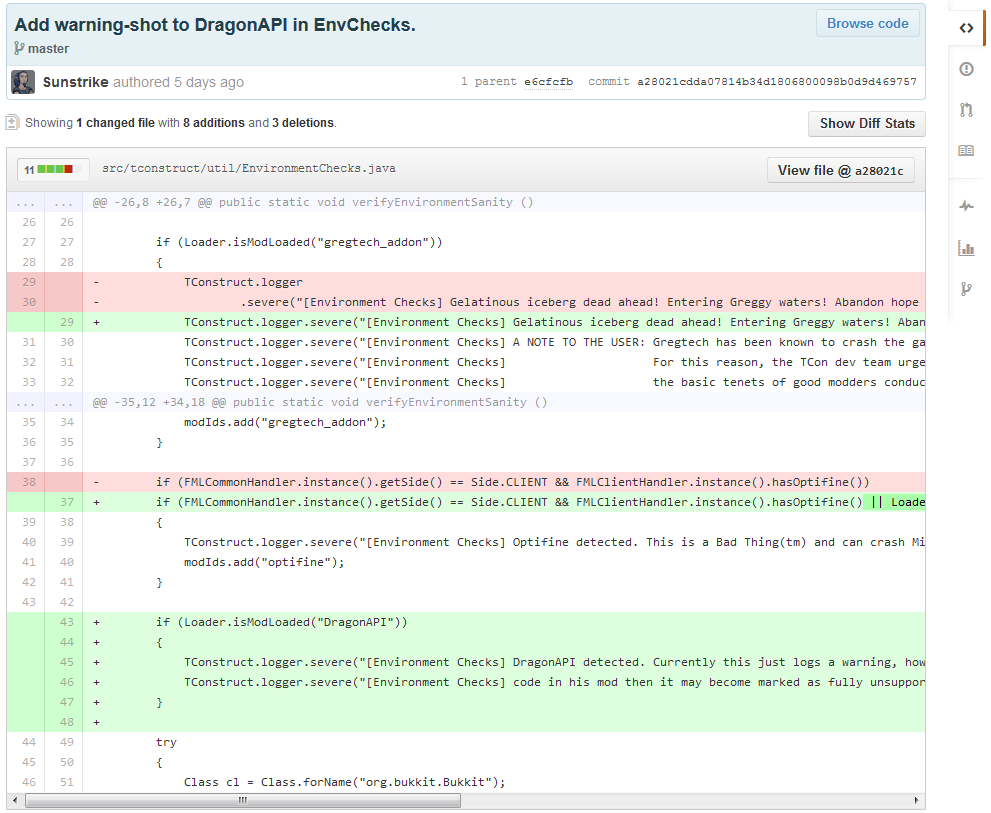 Add warning-shot to DragonAPI in EnvChecks.
Browse code
master
Sunstrike authored 5 days ago
1 parent e6cfcfb commit a28021cdda07814b34d1806800098b0d9d469757
Showing 1 changed file with 8 additions and 3 deletions.
Show Diff Stats
11 src/tconstruct/util/EnvironmentChecks.java
View file @ a28021c
... ... @@ -26,8 +26,7 @@ public static void verifyEnvironmentSanity ()
26 26
27 27 if (Loader.isModLoaded("gregtech_addon"))
28 28 {
29 - TConstruct.logger
30 - .severe("[Environment Checks] Gelatinous iceberg dead ahead! Entering Greggy waters! Abandon hope
29 + TConstruct.logger.severe("[Environment Checks] Gelatinous iceberg dead ahead! Entering Greggy waters! Aban
31 30 TConstruct.logger.severe("[Environment Checks] A NOTE TO THE USER: Gregtech has been known to crash the ga
32 31 TConstruct.logger.severe("[Environment Checks] For this reason, the TCon dev team urge
33 32 TConstruct.logger.severe("[Environment Checks] the basic tenets of good modders conduc
... ... @@ -35,12 +34,18 @@ public static void verifyEnvironmentSanity ()
35 34 modIds.add("gregtech_addon");
36 35 }
37 36
38 - if (FMLCommonHandler.instance().getSide() == Side.CLIENT && FMLClientHandler.instance().hasOptifine())
37 + if (FMLCommonHandler.instance().getSide() == Side.CLIENT && FMLClientHandler.instance().hasOptifine() || Loade
39 38 {
40 39 TConstruct.logger.severe("[Environment Checks] Optifine detected. This is a Bad Thing(tm) and can crash Mi
41 40 modIds.add("optifine");
42 41 }
43 42
43 + if (Loader.isModLoaded("DragonAPI"))
44 + {
45 + TConstruct.logger.severe("[Environment Checks] DragonAPI detected. Currently this just logs a warning, how
46 + TConstruct.logger.severe("[Environment Checks] code in his mod then it may become marked as fully unsuppor
47 + }
48 +
44 49 try
45 50 {
46 51 Class cl = Class.forName("org.bukkit.Bukkit");